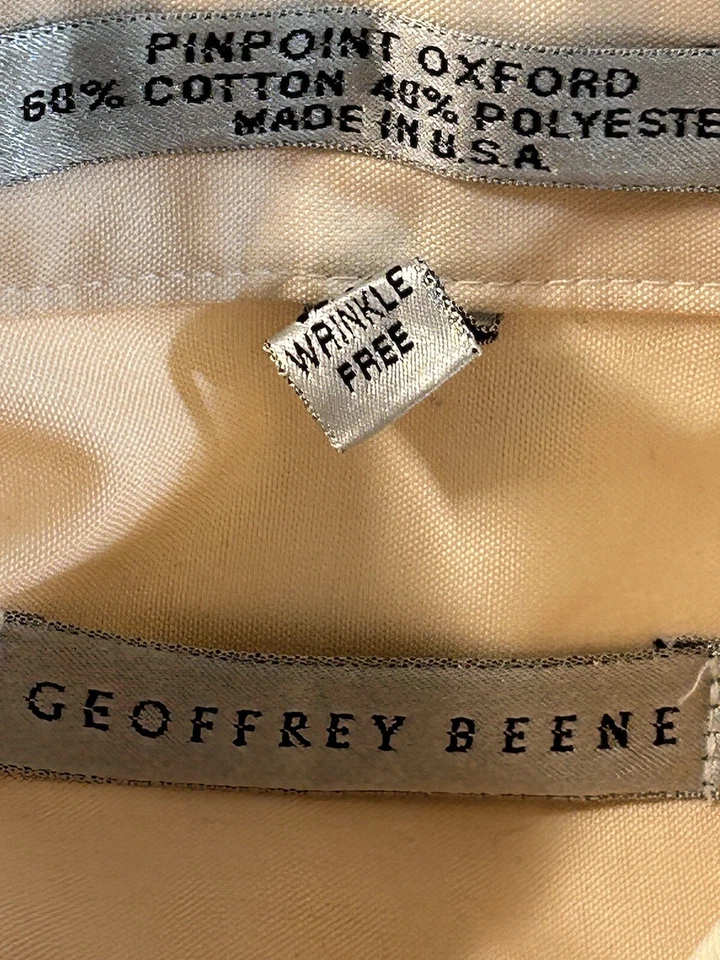 PINPOINT OXFORD
60% COTTON 40% POLYESTE
MADE IN U.S.A.
WRINKLE
FREE
GEOFFREY BEENE